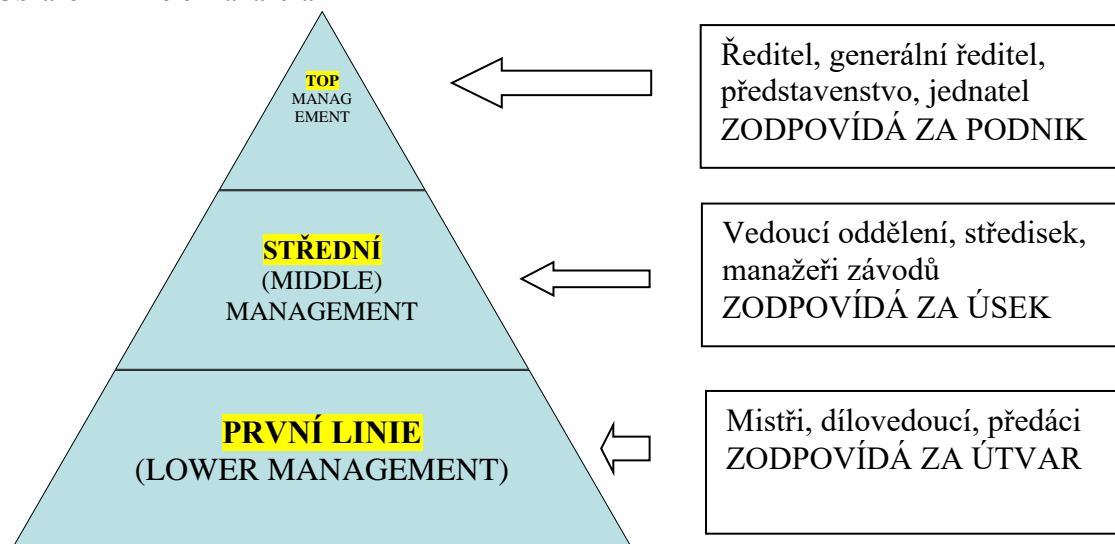 TOP
MANAG
EMENT
Ředitel, generální ředitel,
představenstvo, jednatel
ZODPOVÍDÁ ZA PODNIK
STŘEDNÍ
(MIDDLE)
MANAGEMENT
Vedoucí oddělení, středisek,
manažeři závodů
ZODPOVÍDÁ ZA ÚSEK
PRVNÍ LINIE
(LOWER MANAGEMENT)
Mistři, dílovedoucí, předáci
ZODPOVÍDÁ ZA ÚTVAR